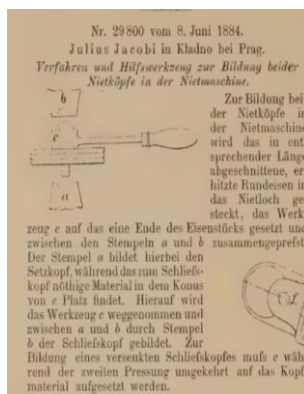 Nr. 29800 vom 8. Juni 1884.
Julius Jacobi in Kladno bei Prag.
Verfahren und Hilfswerkzeug zur Bildung beider
Nietköpfe in der Nietmaschine.
b
c
a
Zur Bildung bei
der Nietköpfe in
der Nietmaschine
wird das in ent
sprechender Länge
abgeschnittene, er
hitzte Rundeisen in
das Nietloch ge
steckt, das Werk
zeug c auf das eine Ende des Eisenstücks gesetzt und
zwischen den Stempeln a und b zusammengepreßt
Der Stempel a bildet hierbei den
Setzkopf, während das zum Schließs-
kopf nöthige Material in dem Konus
von c Platz findet. Hierauf wird
das Werkzeug c weggenommen und
zwischen a und b durch Stempel
b der Schließskopf gebildet. Zur
Bildung eines versenkten Schließskopfes muß c wäh
rend der zweiten Pressung umgekehrt auf das Kopf
material aufgesetzt werden.